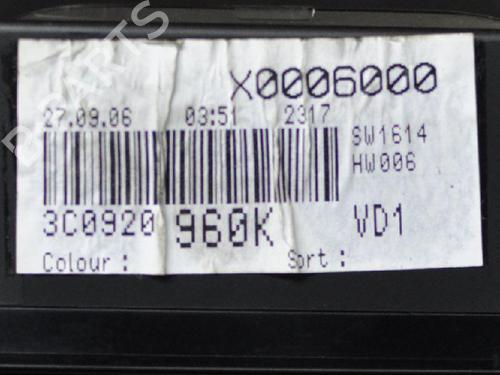 X0006000
27.09.06 03:51 2317
SW1614
HW006
3C0920 960K VD1
Colour : Sort :